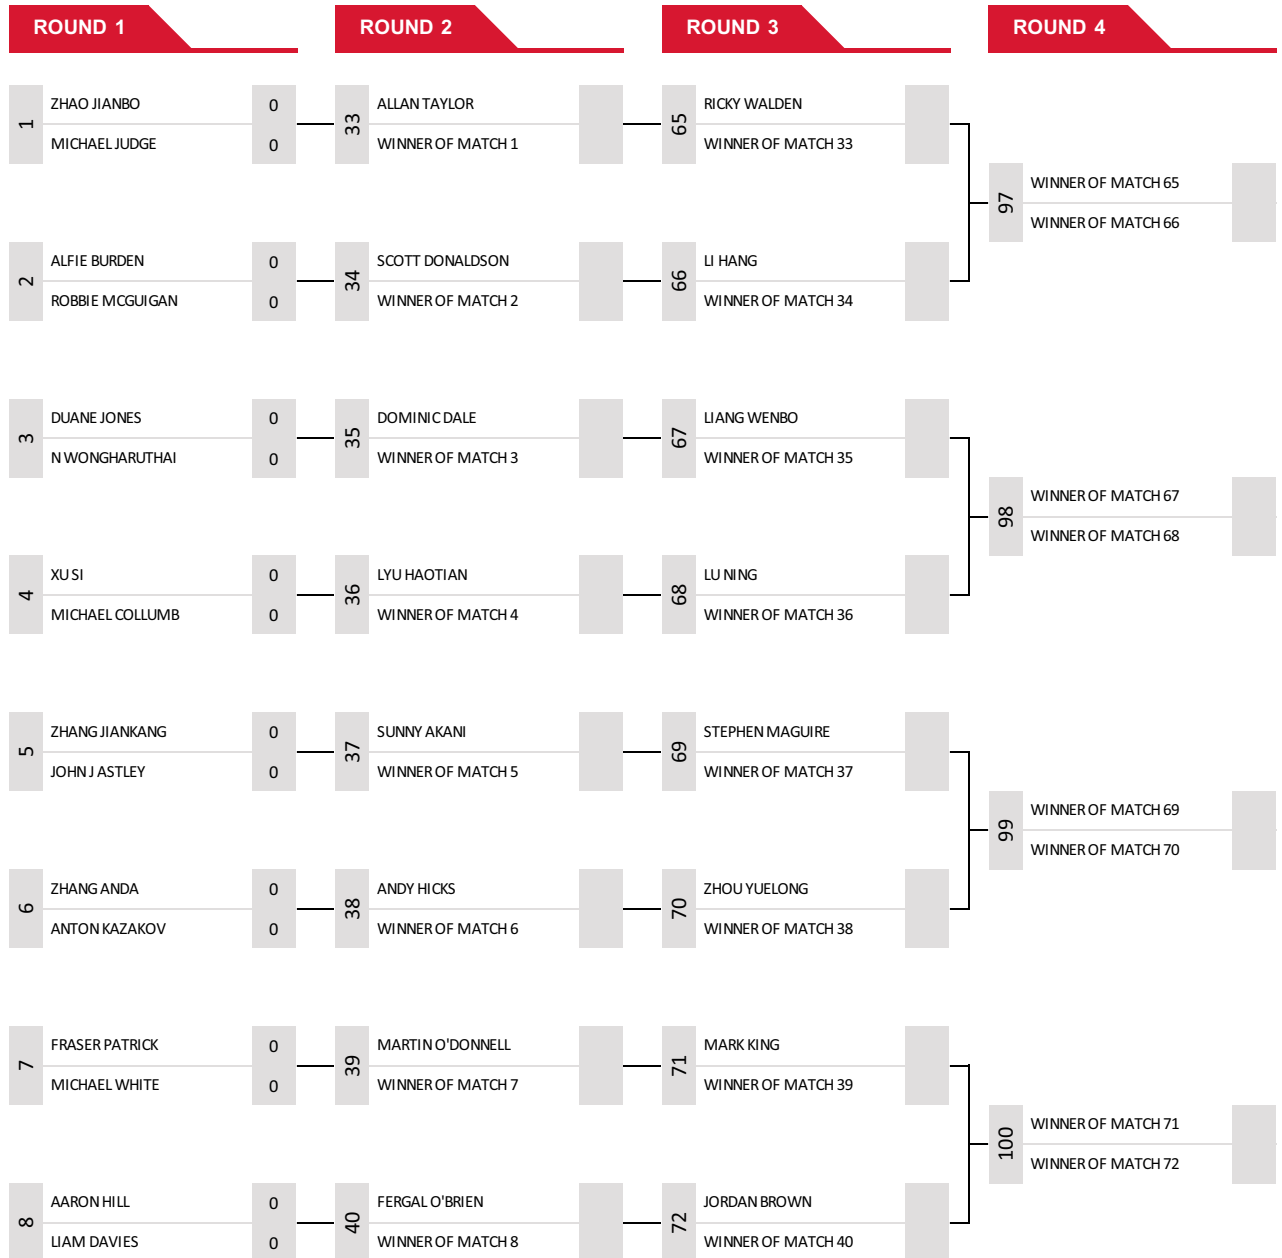 ROUND 1
ROUND 2
ROUND 3
ROUND 4
1
ZHAO JIANBO
0
MICHAEL JUDGE
0
33
ALLAN TAYLOR
WINNER OF MATCH 1
65
RICKY WALDEN
WINNER OF MATCH 33
97
WINNER OF MATCH 65
WINNER OF MATCH 66
2
ALFIE BURDEN
0
ROBBIE MCGUIGAN
0
34
SCOTT DONALDSON
WINNER OF MATCH 2
66
LI HANG
WINNER OF MATCH 34
3
DUANE JONES
0
N WONGHARUTHAI
0
35
DOMINIC DALE
WINNER OF MATCH 3
67
LIANG WENBO
WINNER OF MATCH 35
98
WINNER OF MATCH 67
WINNER OF MATCH 68
4
XU SI
0
MICHAEL COLLUMB
0
36
LYU HAOTIAN
WINNER OF MATCH 4
68
LU NING
WINNER OF MATCH 36
5
ZHANG JIANKANG
0
JOHN J ASTLEY
0
37
SUNNY AKANI
WINNER OF MATCH 5
69
STEPHEN MAGUIRE
WINNER OF MATCH 37
99
WINNER OF MATCH 69
WINNER OF MATCH 70
6
ZHANG ANDA
0
ANTON KAZAKOV
0
38
ANDY HICKS
WINNER OF MATCH 6
70
ZHOU YUELONG
WINNER OF MATCH 38
7
FRASER PATRICK
0
MICHAEL WHITE
0
39
MARTIN O'DONNELL
WINNER OF MATCH 7
71
MARK KING
WINNER OF MATCH 39
100
WINNER OF MATCH 71
WINNER OF MATCH 72
8
AARON HILL
0
LIAM DAVIES
0
40
FERGAL O'BRIEN
WINNER OF MATCH 8
72
JORDAN BROWN
WINNER OF MATCH 40